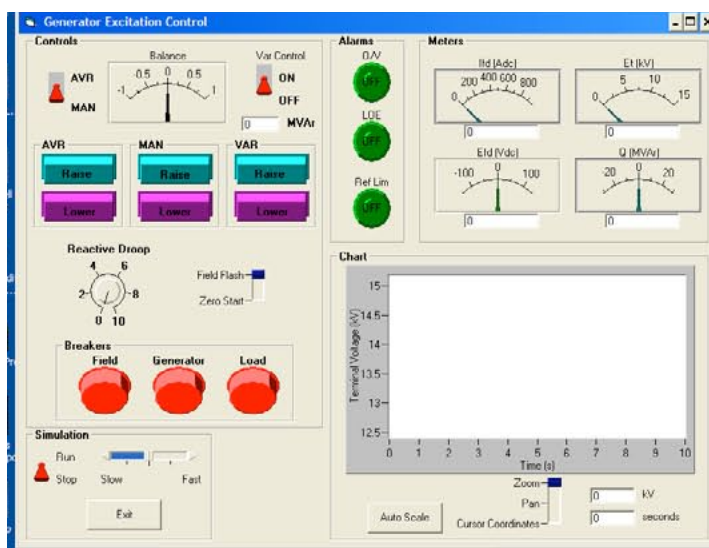 Generator Excitation Control
Controls
AVR
MAN
Balance
-1 -0.5 0 0.5 1
Var Control
ON
OFF
0 MVAr
AVR
Raise
Lower
MAN
Raise
Lower
VAR
Raise
Lower
Reactive Droop
0 2 4 6 8 10
Field Flash
Zero Start
Breakers
Field Generator Load
Simulation
Run
Stop
Slow Fast
Exit
Alarms
O/V
OFF
LOE
OFF
Ref Lim
OFF
Meters
Ifd (Adc)
0 200 400 600 800
0
Et (kV)
0 5 10 15
0
Efd (Vdc)
-100 0 100
0
Q (MVAr)
-20 0 20
0
Chart
Terminal Voltage (kV)
15
14.5
14
13.5
13
12.5
0 1 2 3 4 5 6 7 8 9 10
Time (s)
Auto Scale
Zoom
Pan
Cursor Coordinates
0 kV
0 seconds